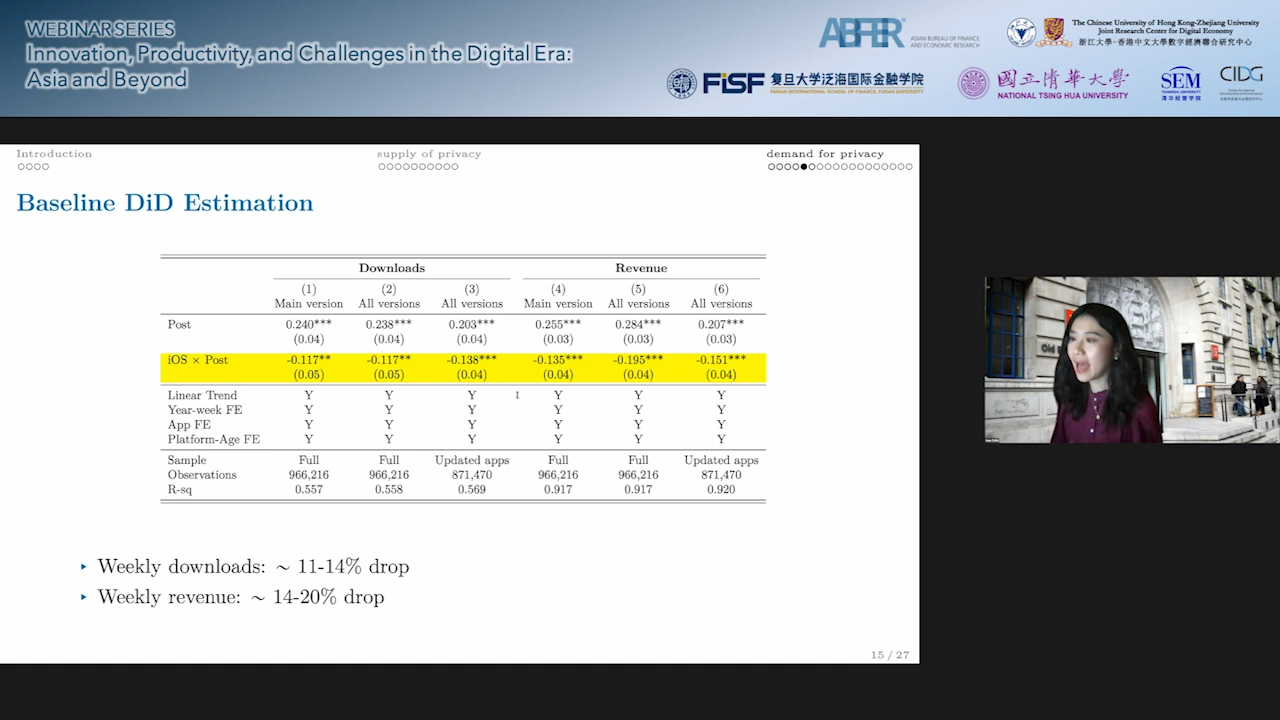 WEBINAR SERIES
Innovation, Productivity, and Challenges in the Digital Era:
Asia and Beyond
ABFER
ASIAN BUREAU OF FINANCE
AND ECONOMIC RESEARCH
The Chinese University of Hong Kong-Zhejiang University
Joint Research Center for Digital Economy
浙江大學-香港中文大學數字經濟聯合研究中心
FISF 复旦大学泛海国际金融学院
FANHAI INTERNATIONAL SCHOOL OF FINANCE, FUDAN UNIVERSITY
國立清華大學
NATIONAL TSING HUA UNIVERSITY
SEM
TSINGHUA UNIVERSITY
清华经管学院
CIDG
Introduction supply of privacy demand for privacy
Baseline DiD Estimation
Downloads Revenue
(1) (2) (3) (4) (5) (6)
Main version All versions All versions Main version All versions All versions
Post 0.240*** 0.238*** 0.203*** 0.255*** 0.284*** 0.207***
(0.04) (0.04) (0.04) (0.03) (0.03) (0.03)
iOS × Post -0.117** -0.117** -0.138*** -0.135*** -0.195*** -0.151***
(0.05) (0.05) (0.04) (0.04) (0.04) (0.04)
Linear Trend Y Y Y Y Y Y
Year-week FE Y Y Y Y Y Y
App FE Y Y Y Y Y Y
Platform-Age FE Y Y Y Y Y Y
Sample Full Full Updated apps Full Full Updated apps
Observations 966,216 966,216 871,470 966,216 966,216 871,470
R-sq 0.557 0.558 0.569 0.917 0.917 0.920
‣ Weekly downloads: ∼ 11-14% drop
‣ Weekly revenue: ∼ 14-20% drop
15 / 27